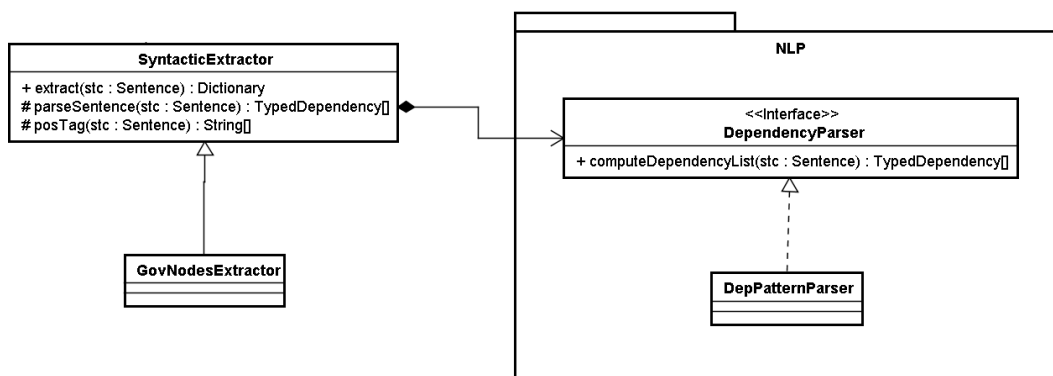 SyntacticExtractor
+ extract(stc : Sentence) : Dictionary
# parseSentence(stc : Sentence) : TypedDependency[]
# posTag(stc : Sentence) : String[]
GovNodesExtractor
NLP
<<Interface>>
DependencyParser
+ computeDependencyList(stc : Sentence) : TypedDependency[]
DepPatternParser